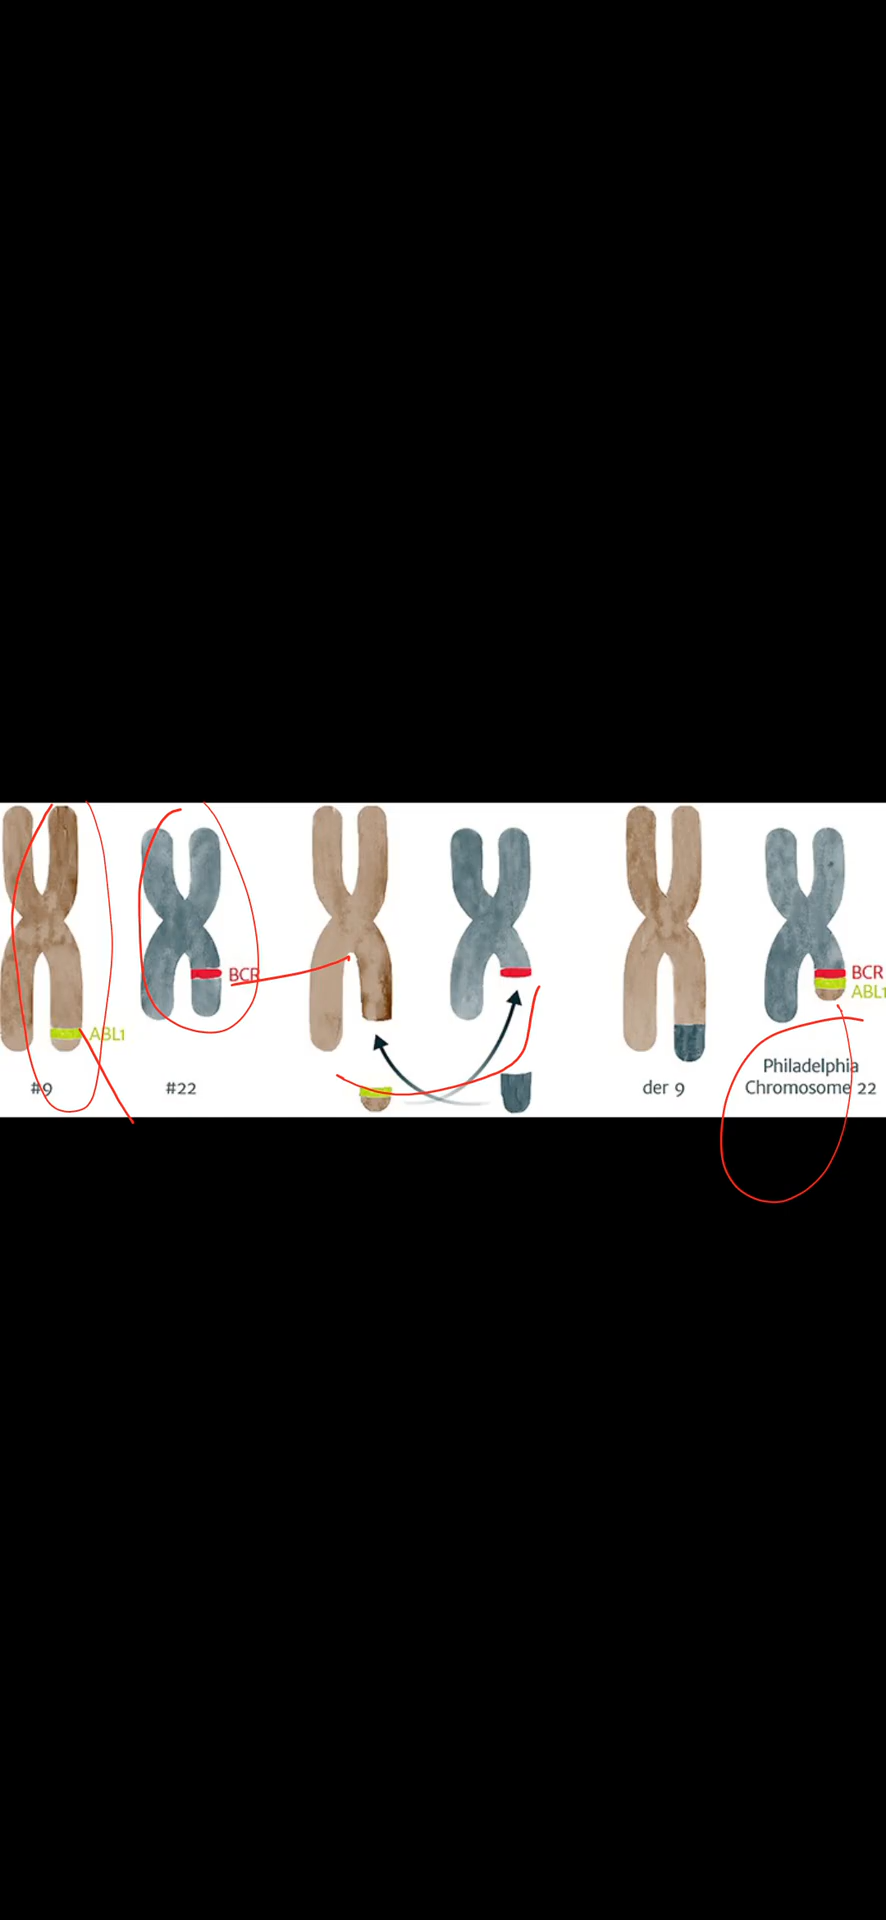 BCR
ABL1
#9
#22
der 9
BCR
ABL1
Philadelphia
Chromosome 22